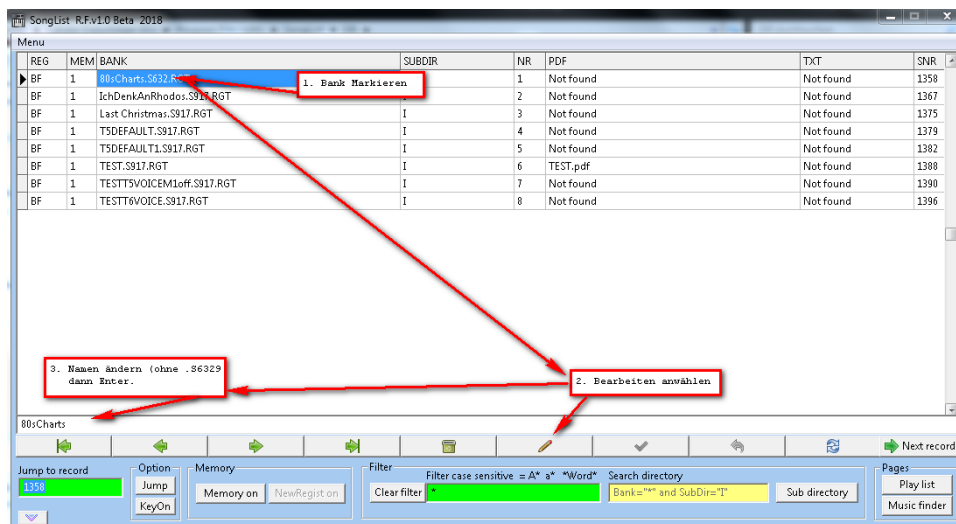 SongList R.F.v1.0 Beta 2018
Menu
REG MEM BANK SUBDIR NR PDF TXT SNR
BF 1 80sCharts.S632.RGT 1 Not found Not found 1358
1. Bank Markieren
BF 1 IchDenkAnRhodos.S917.RGT I 2 Not found Not found 1367
BF 1 Last Christmas.S917.RGT I 3 Not found Not found 1375
BF 1 T5DEFAULT.S917.RGT I 4 Not found Not found 1379
BF 1 T5DEFAULT1.S917.RGT I 5 Not found Not found 1382
BF 1 TEST.S917.RGT I 6 TEST.pdf Not found 1388
BF 1 TESTT5VOICEM1off.S917.RGT I 7 Not found Not found 1390
BF 1 TESTT6VOICE.S917.RGT I 8 Not found Not found 1396
3. Namen ändern (ohne .S6329
dann Enter.
2. Bearbeiten anwählen
80sCharts
Next record
Jump to record Option Memory Filter Pages
Filter case sensitive = A* a* *Word* Search directory
1358 Jump Memory on NewRegist on Clear filter * Bank="*" and SubDir="I" Sub directory Play list
KeyOn Music finder